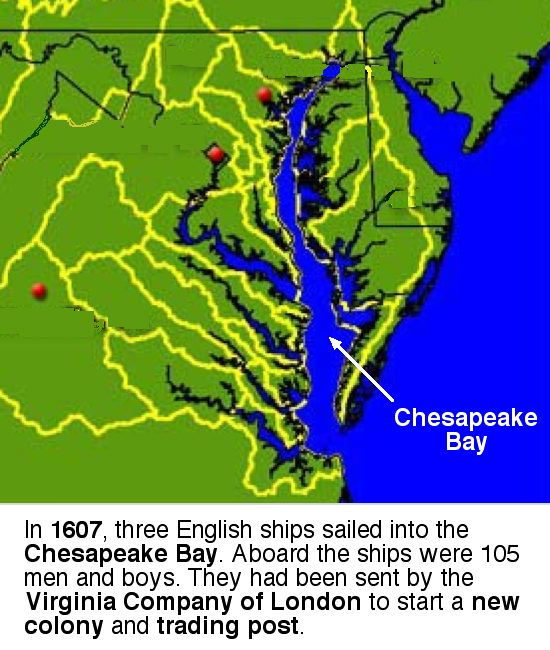 Chesapeake
Bay
In 1607, three English ships sailed into the
Chesapeake Bay. Aboard the ships were 105
men and boys. They had been sent by the
Virginia Company of London to start a new
colony and trading post.